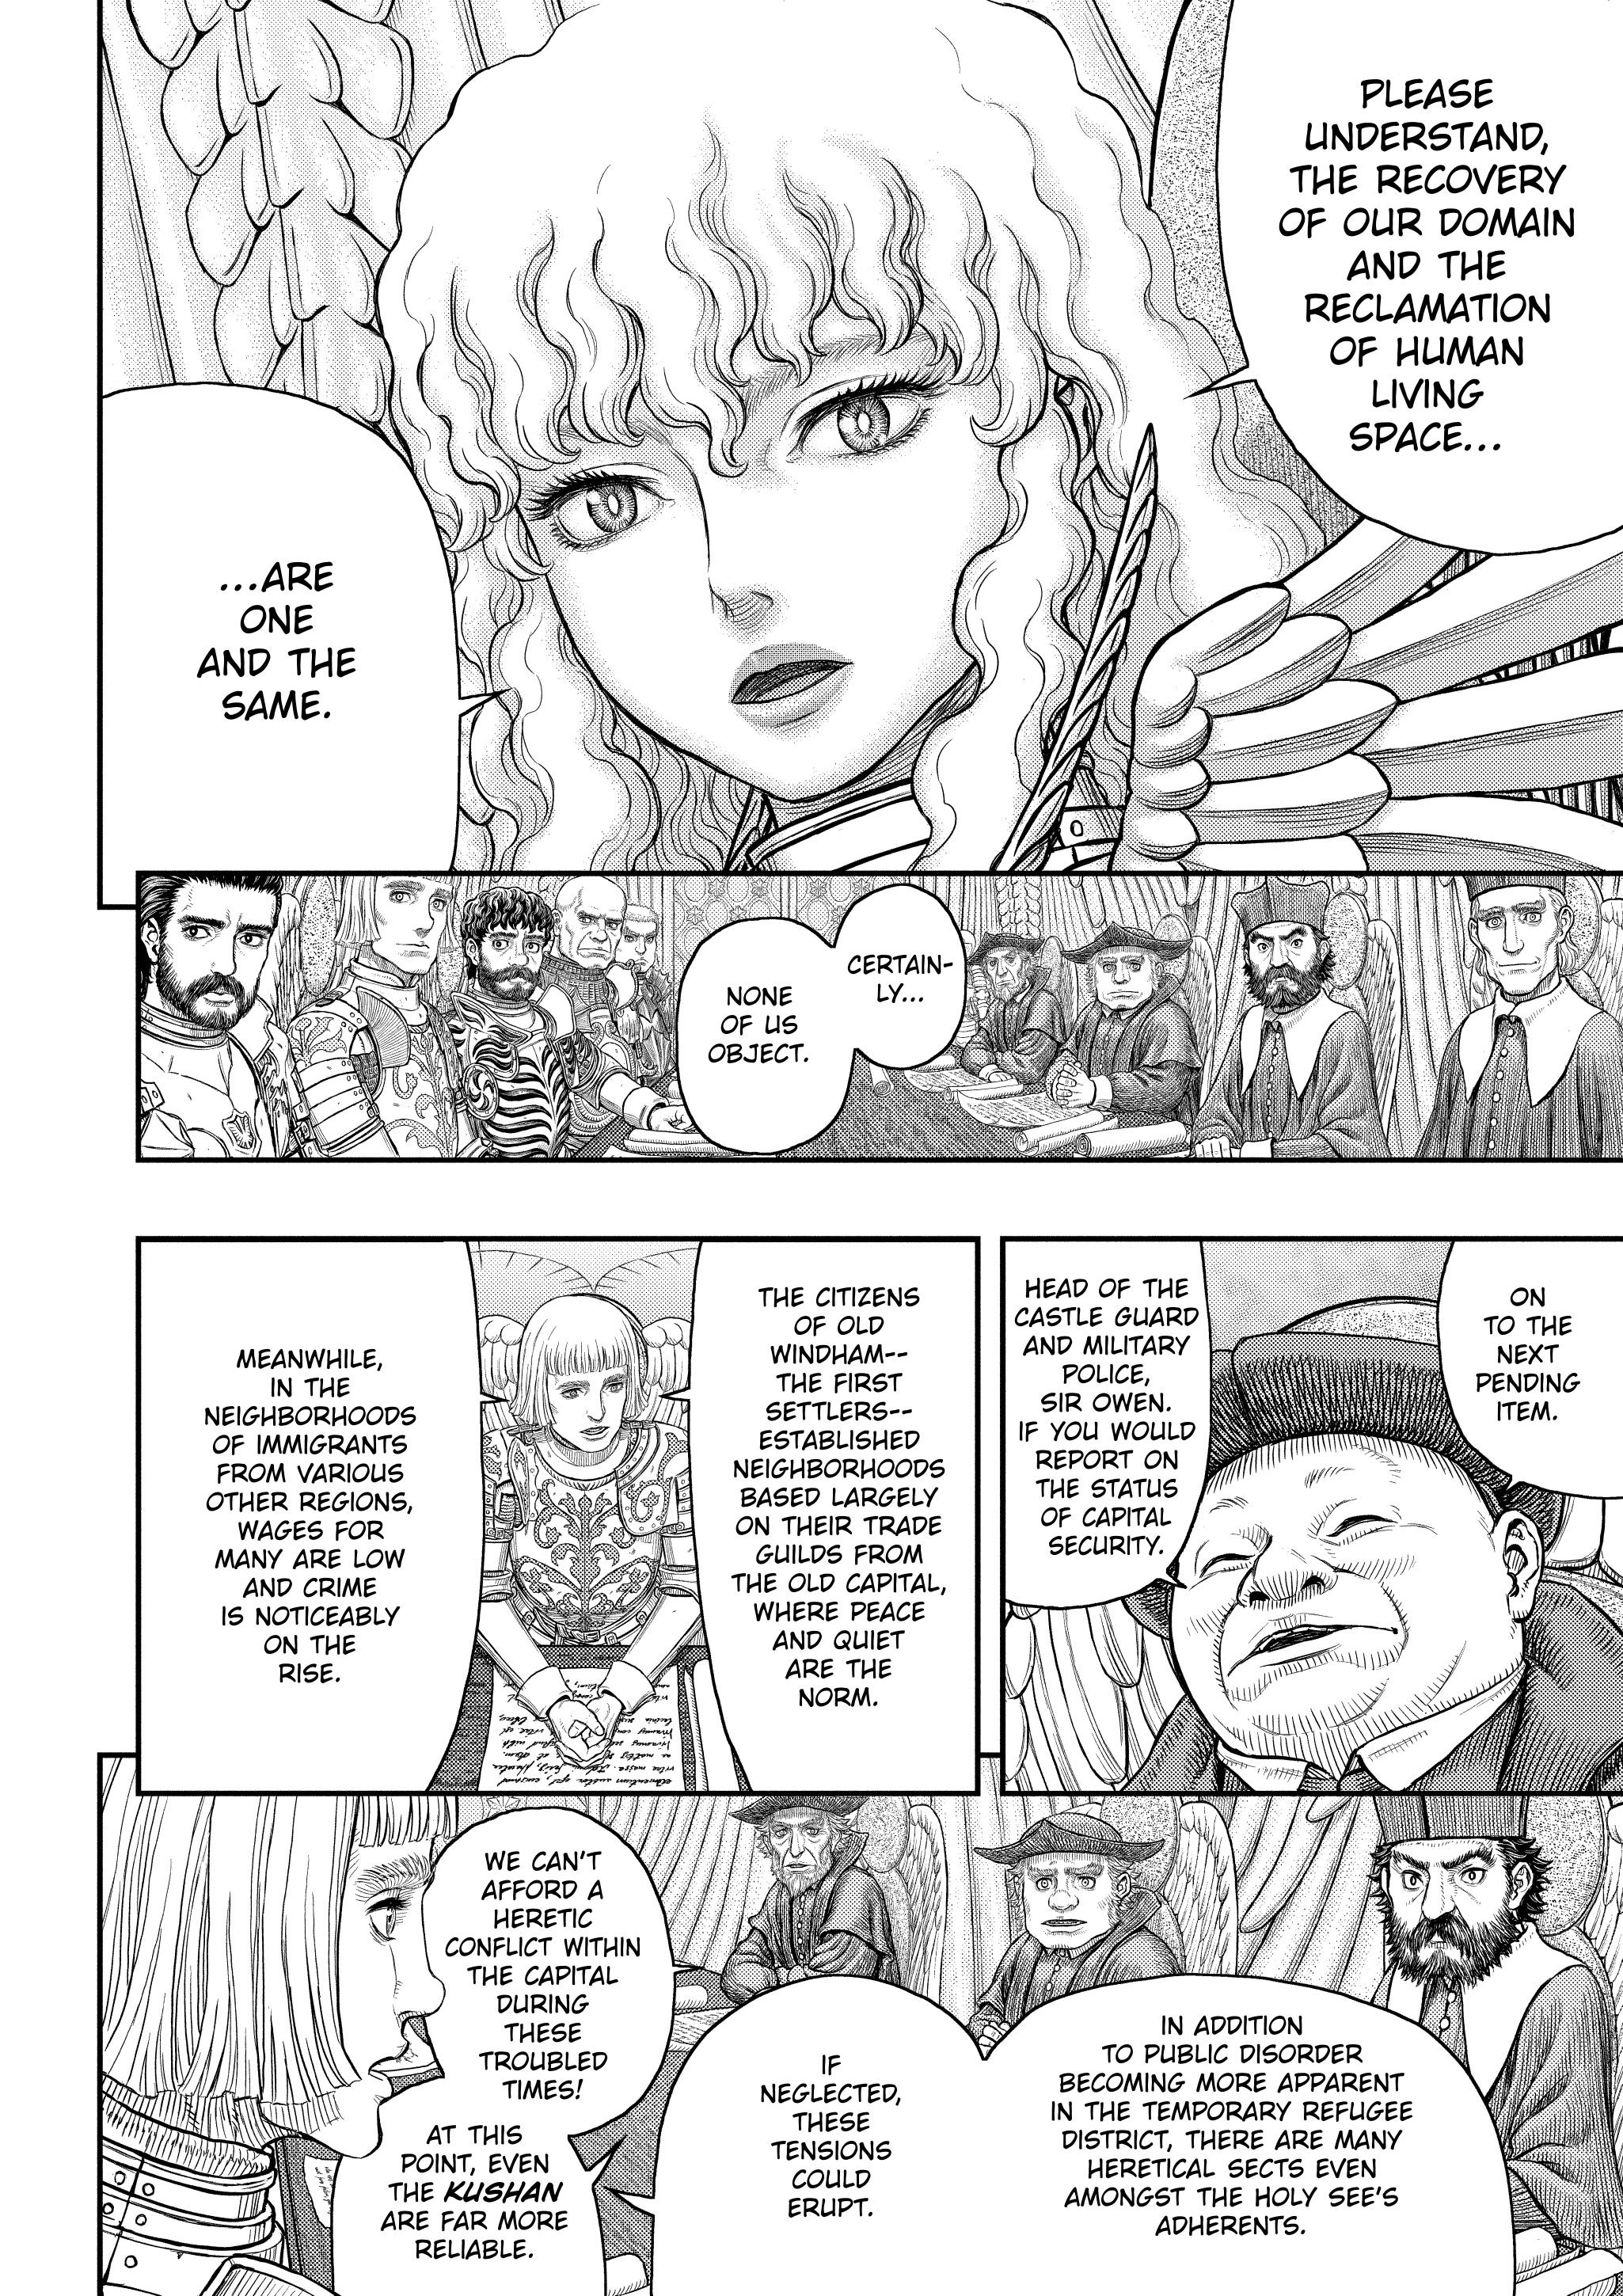 PLEASE
UNDERSTAND,
THE RECOVERY
OF OUR DOMAIN
AND THE
RECLAMATION
OF HUMAN
LIVING
SPACE...
...ARE
ONE
AND THE
SAME.
CERTAIN-
LY...
NONE
OF US
OBJECT.
ON
TO THE
NEXT
PENDING
ITEM.
HEAD OF THE
CASTLE GUARD
AND MILITARY
POLICE,
SIR OWEN.
IF YOU WOULD
REPORT ON
THE STATUS
OF CAPITAL
SECURITY.
THE CITIZENS
OF OLD
WINDHAM--
THE FIRST
SETTLERS--
ESTABLISHED
NEIGHBORHOODS
BASED LARGELY
ON THEIR TRADE
GUILDS FROM
THE OLD CAPITAL,
WHERE PEACE
AND QUIET
ARE THE
NORM.
MEANWHILE,
IN THE
NEIGHBORHOODS
OF IMMIGRANTS
FROM VARIOUS
OTHER REGIONS,
WAGES FOR
MANY ARE LOW
AND CRIME
IS NOTICEABLY
ON THE
RISE.
IN ADDITION
TO PUBLIC DISORDER
BECOMING MORE APPARENT
IN THE TEMPORARY REFUGEE
DISTRICT, THERE ARE MANY
HERETICAL SECTS EVEN
AMONGST THE HOLY SEE'S
ADHERENTS.
IF
NEGLECTED,
THESE
TENSIONS
COULD
ERUPT.
WE CAN'T
AFFORD A
HERETIC
CONFLICT WITHIN
THE CAPITAL
DURING
THESE
TROUBLED
TIMES!
AT THIS
POINT, EVEN
THE KUSHAN
ARE FAR MORE
RELIABLE.